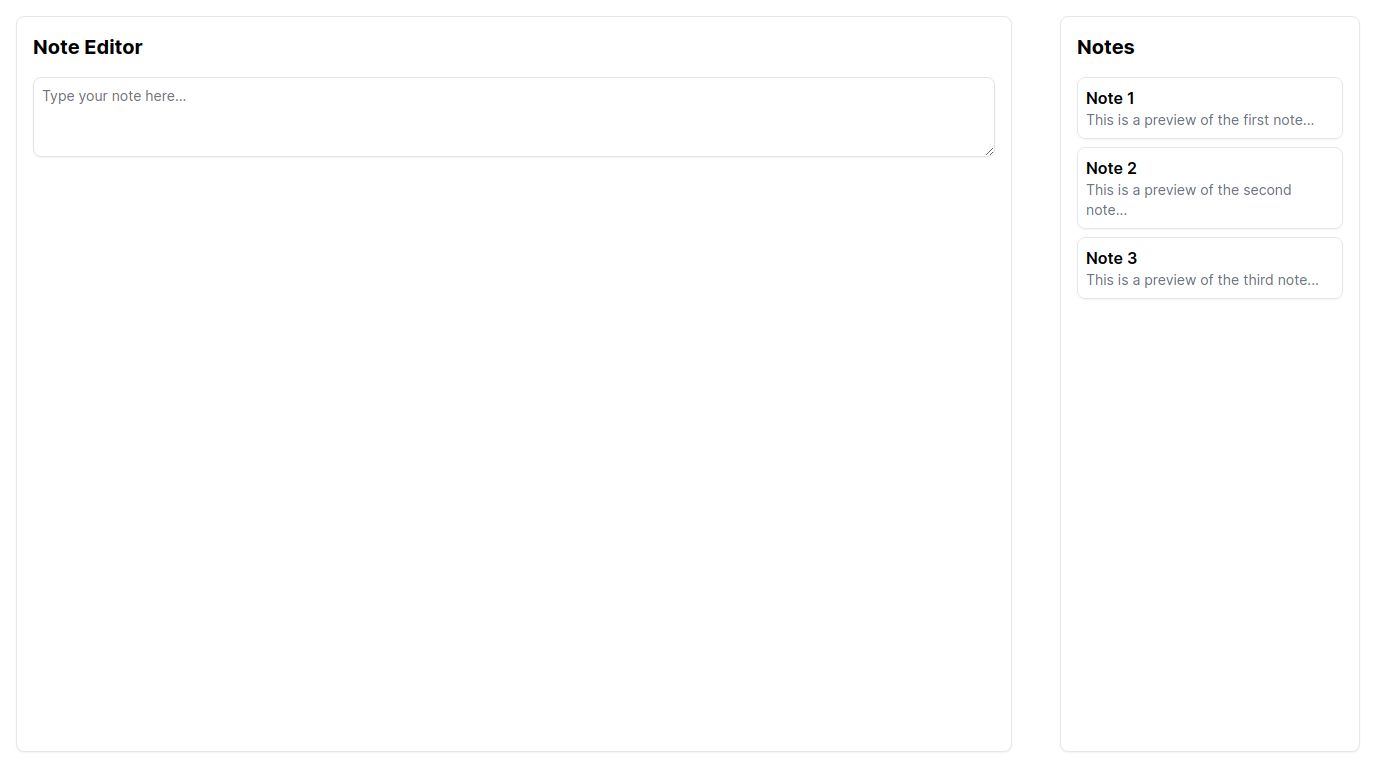 Note Editor
Type your note here...
Notes
Note 1
This is a preview of the first note...
Note 2
This is a preview of the second
note...
Note 3
This is a preview of the third note...